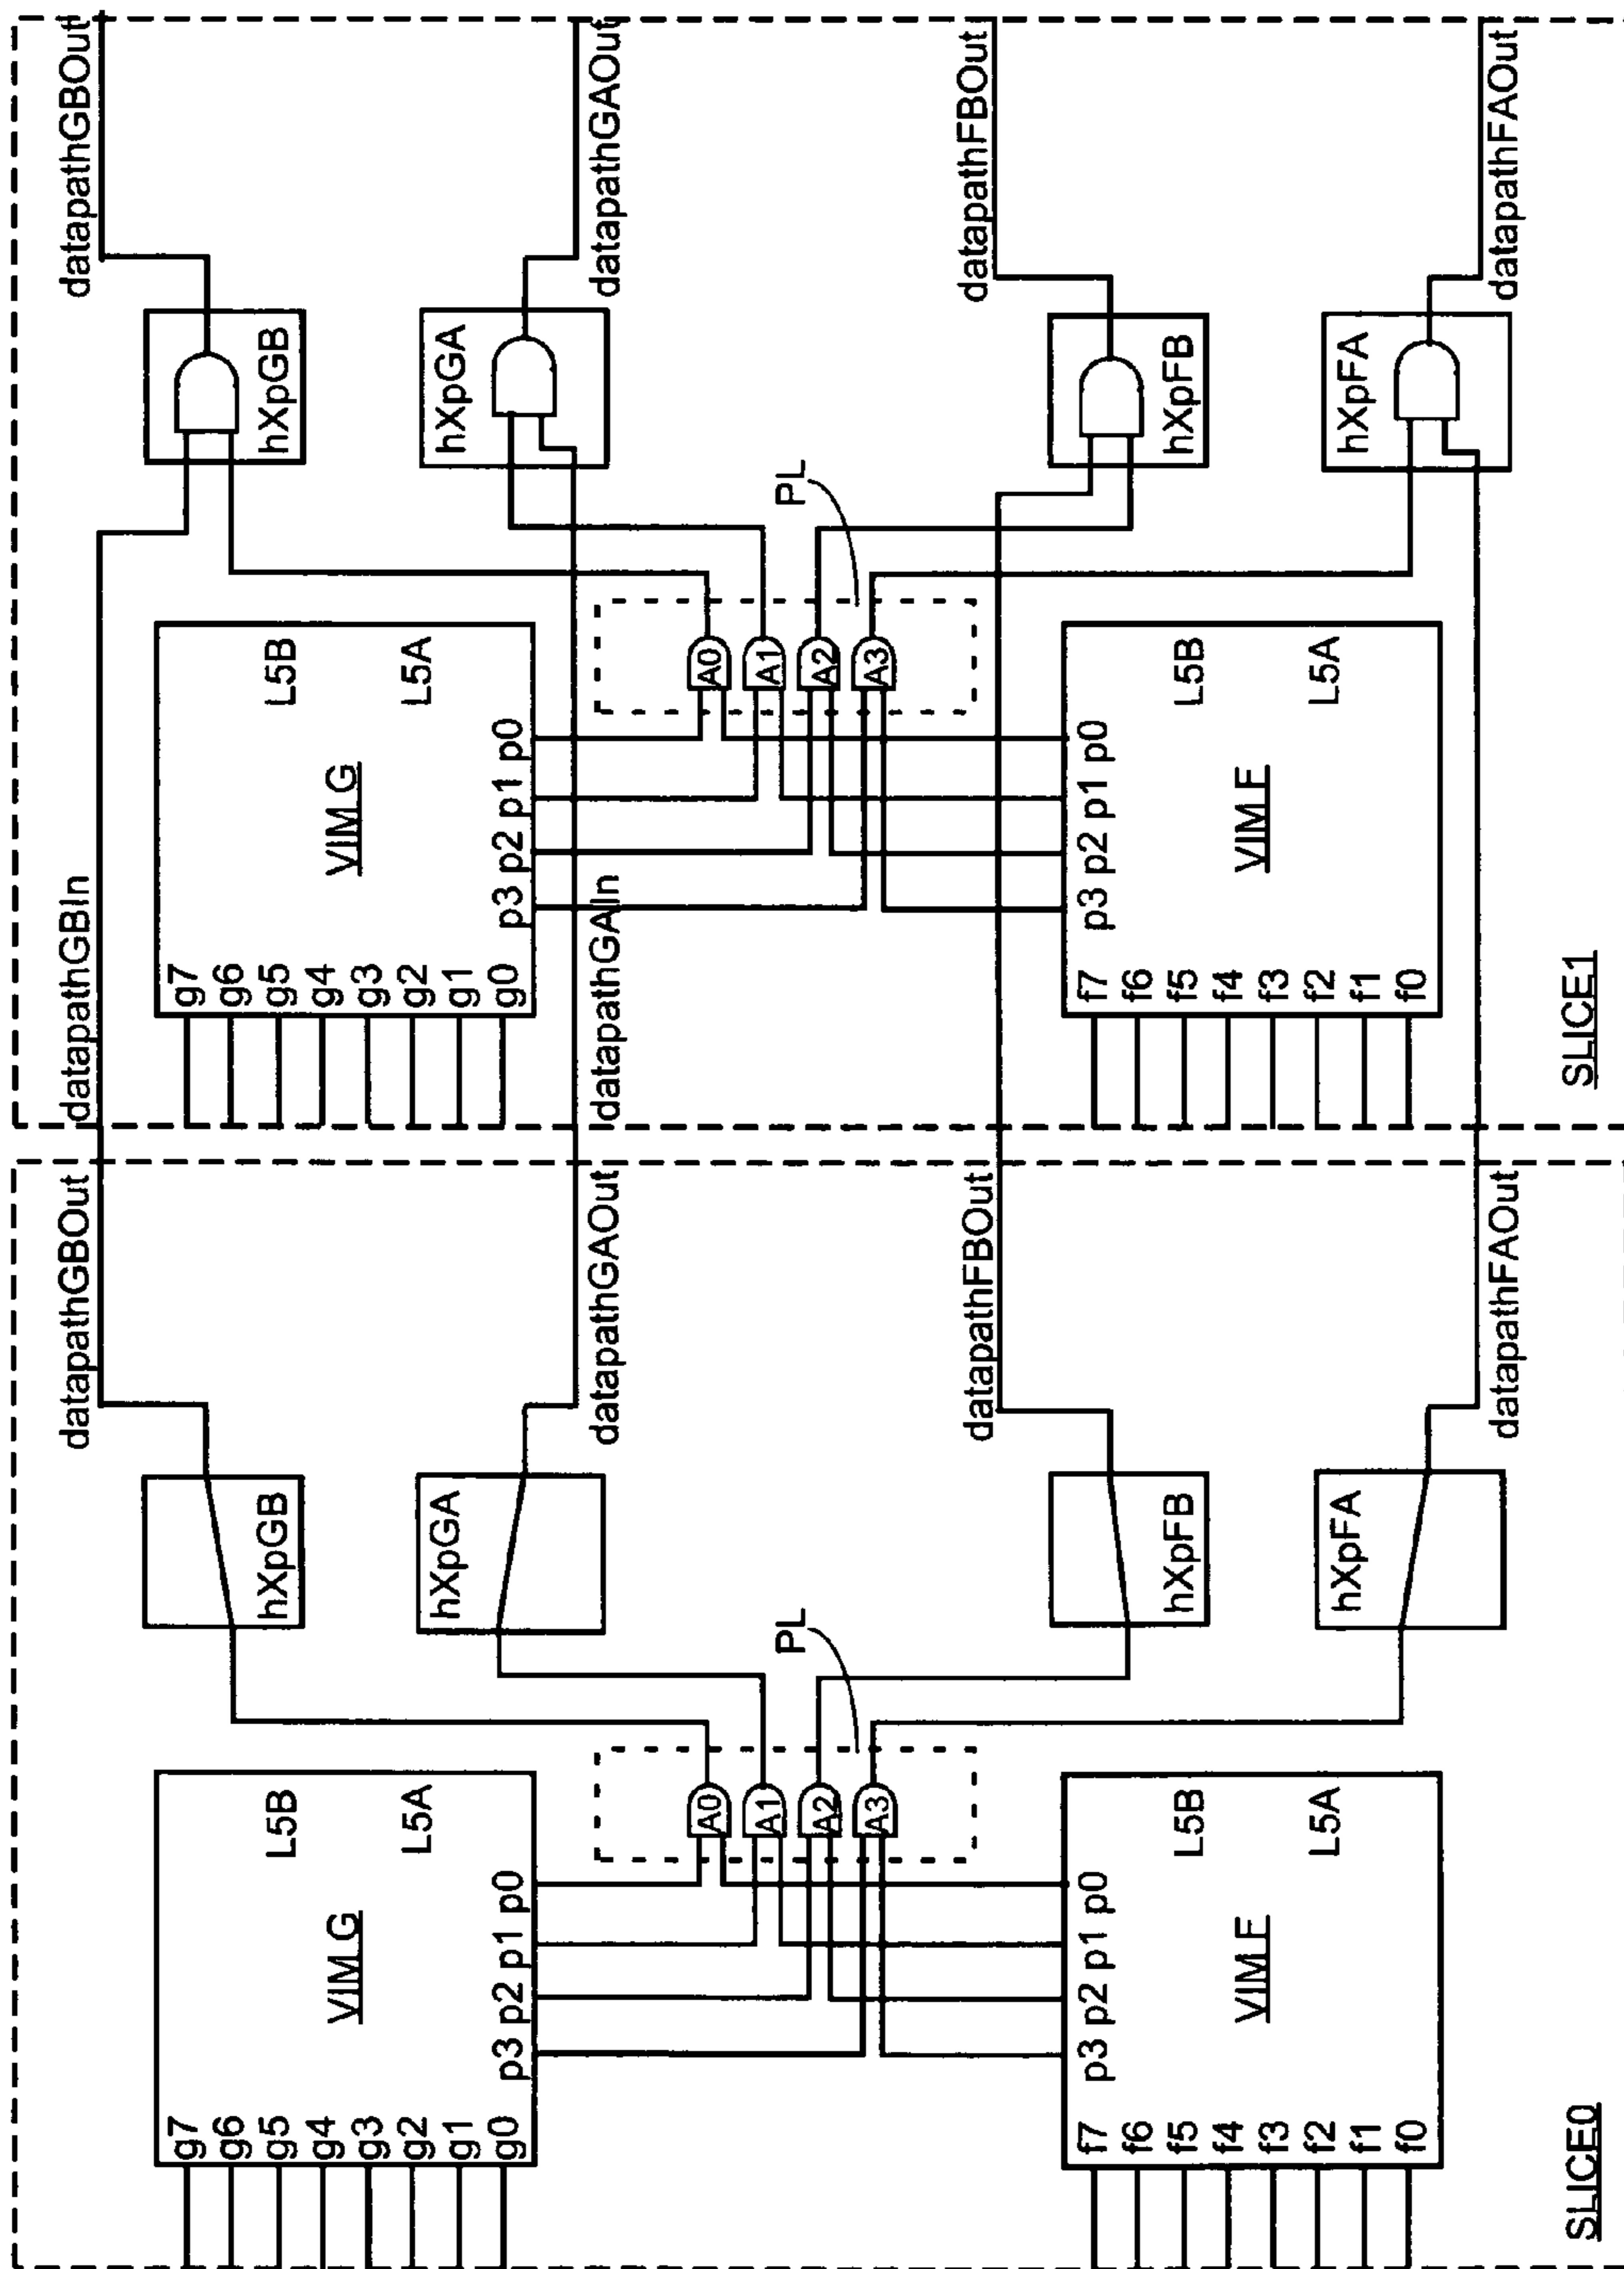 datapathGBOut
g7
g6
g5
g4
g3
g2
g1
g0
L5B
VIM G
L5A
p3 p2 p1 p0
hXpGB
hXpGA
datapathGAOut
A0
A1
A2
A3
PL
datapathFBOut
p3 p2 p1 p0
f7
f6
f5
f4
f3
f2
f1
f0
L5B
VIM F
L5A
hXpFB
hXpFA
datapathFAOut
SLICE0
datapathGBIn
datapathGBOut
g7
g6
g5
g4
g3
g2
g1
g0
L5B
VIM G
L5A
p3 p2 p1 p0
hXpGB
hXpGA
datapathGAIn
datapathGAOut
A0
A1
A2
A3
PL
datapathFBOut
p3 p2 p1 p0
f7
f6
f5
f4
f3
f2
f1
f0
L5B
VIM F
L5A
hXpFB
hXpFA
datapathFAOut
SLICE1